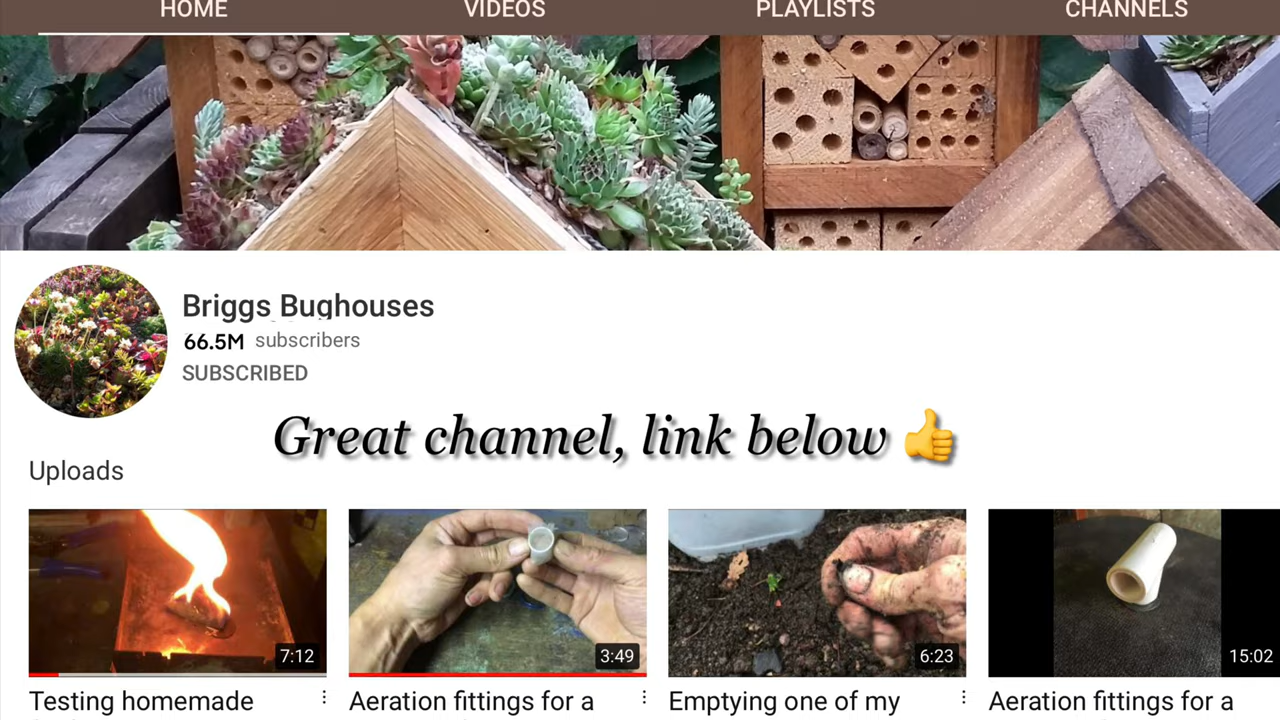 HOME VIDEOS PLAYLISTS CHANNELS
Briggs Bughouses
66.5M subscribers
SUBSCRIBED
Great channel, link below 👍
Uploads
7:12 3:49 6:23 15:02
Testing homemade Aeration fittings for a Emptying one of my Aeration fittings for a